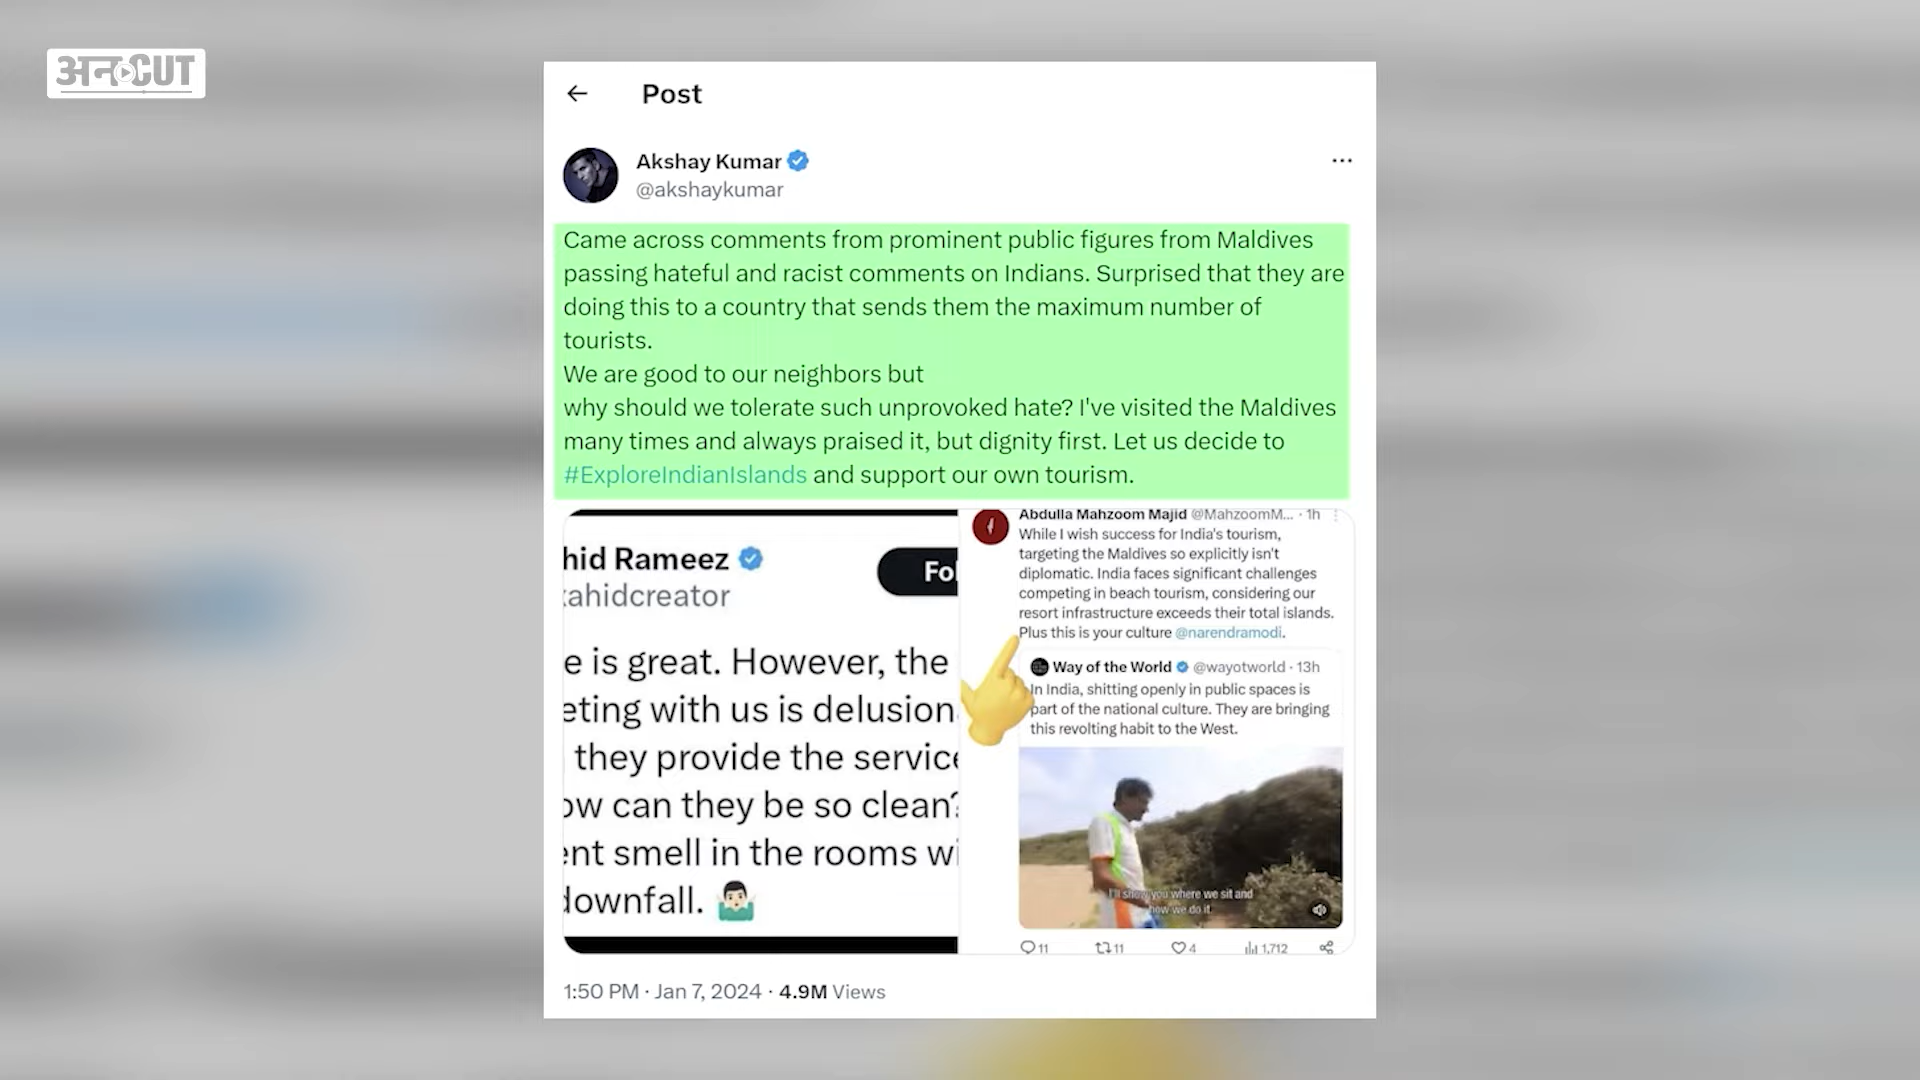 अनCUT
Post
Akshay Kumar
@akshaykumar
Came across comments from prominent public figures from Maldives
passing hateful and racist comments on Indians. Surprised that they are
doing this to a country that sends them the maximum number of
tourists.
We are good to our neighbors but
why should we tolerate such unprovoked hate? I've visited the Maldives
many times and always praised it, but dignity first. Let us decide to
#ExploreIndianIslands and support our own tourism.
hid Rameez
ahidcreator
Fol
e is great. However, the
eting with us is delusion
they provide the service
ow can they be so clean?
ent smell in the rooms wi
downfall.
Abdulla Mahzoom Majid @MahzoomM... · 1h
While I wish success for India's tourism,
targeting the Maldives so explicitly isn't
diplomatic. India faces significant challenges
competing in beach tourism, considering our
resort infrastructure exceeds their total islands.
Plus this is your culture @narendramodi.
Way of the World @wayotworld · 13h
In India, shitting openly in public spaces is
part of the national culture. They are bringing
this revolting habit to the West.
I'll show you where we sit and
how we do it.
11 11 4 1,712
1:50 PM · Jan 7, 2024 · 4.9M Views